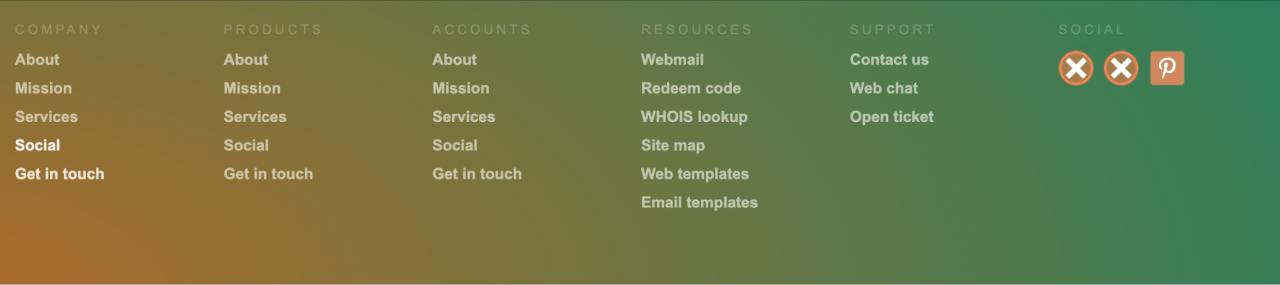 COMPANY
About
Mission
Services
Social
Get in touch
PRODUCTS
About
Mission
Services
Social
Get in touch
ACCOUNTS
About
Mission
Services
Social
Get in touch
RESOURCES
Webmail
Redeem code
WHOIS lookup
Site map
Web templates
Email templates
SUPPORT
Contact us
Web chat
Open ticket
SOCIAL